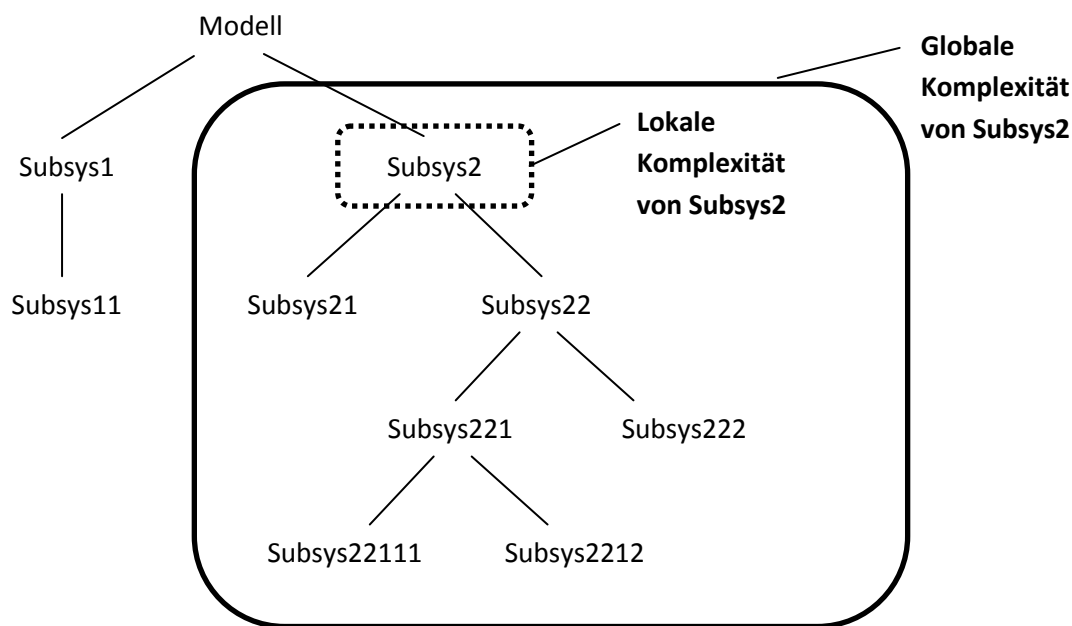 Modell
Globale
Komplexität
von Subsys2
Lokale
Komplexität
von Subsys2
Subsys1
Subsys2
Subsys11
Subsys21
Subsys22
Subsys221
Subsys222
Subsys22111
Subsys2212